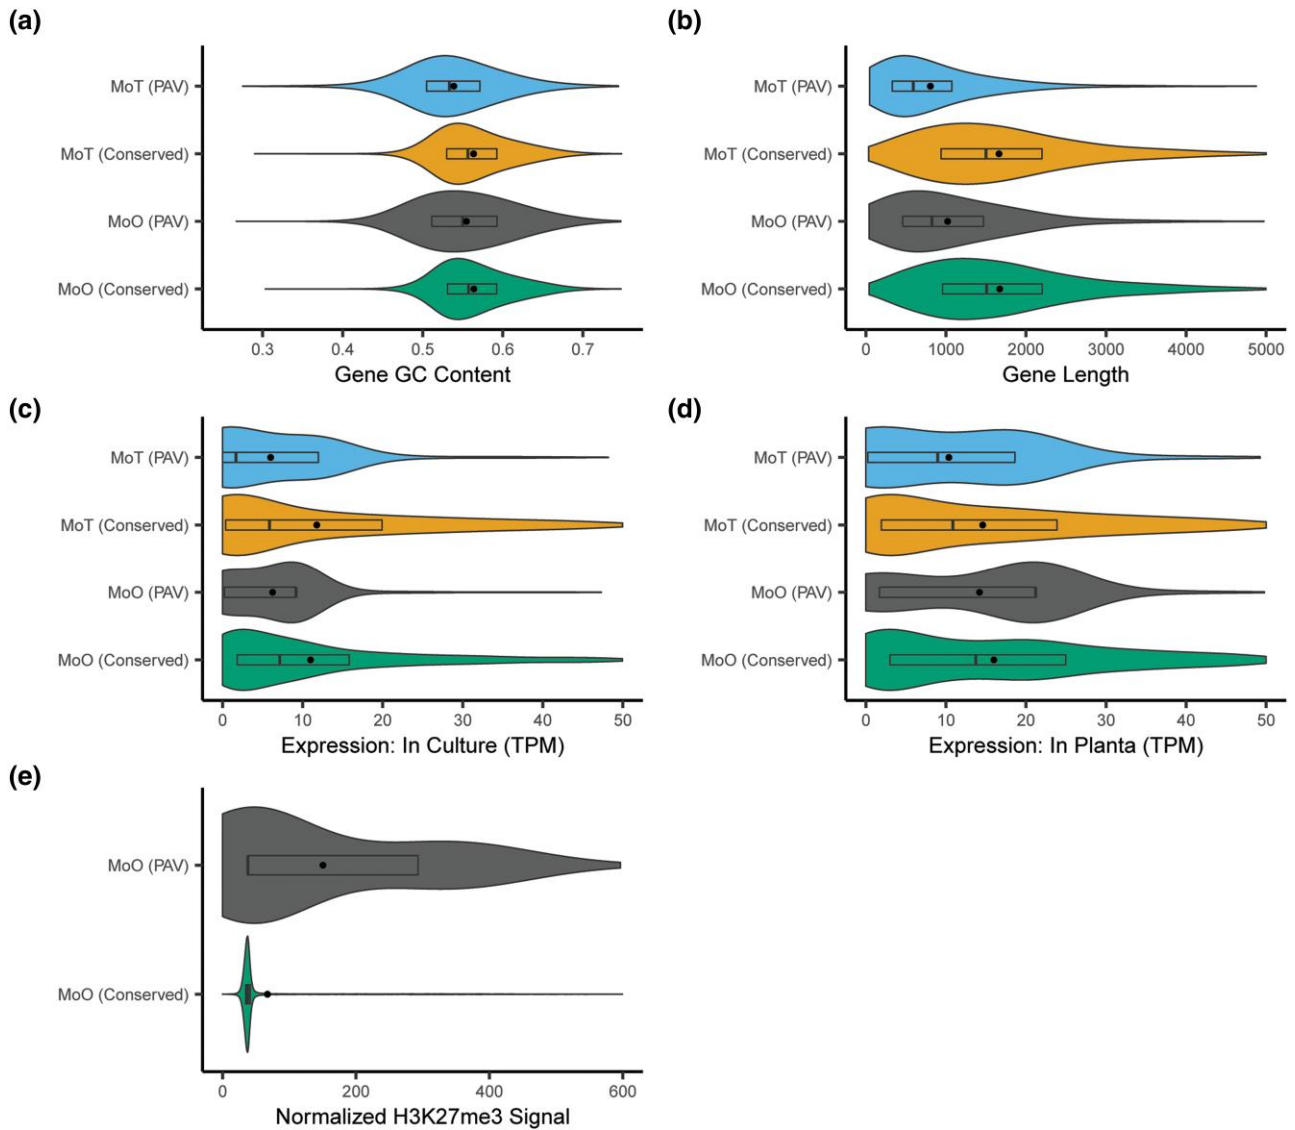 (a)
MoT (PAV)
MoT (Conserved)
MoO (PAV)
MoO (Conserved)
0.3 0.4 0.5 0.6 0.7
Gene GC Content
(b)
MoT (PAV)
MoT (Conserved)
MoO (PAV)
MoO (Conserved)
0 1000 2000 3000 4000 5000
Gene Length
(c)
MoT (PAV)
MoT (Conserved)
MoO (PAV)
MoO (Conserved)
0 10 20 30 40 50
Expression: In Culture (TPM)
(d)
MoT (PAV)
MoT (Conserved)
MoO (PAV)
MoO (Conserved)
0 10 20 30 40 50
Expression: In Planta (TPM)
(e)
MoO (PAV)
MoO (Conserved)
0 200 400 600
Normalized H3K27me3 Signal